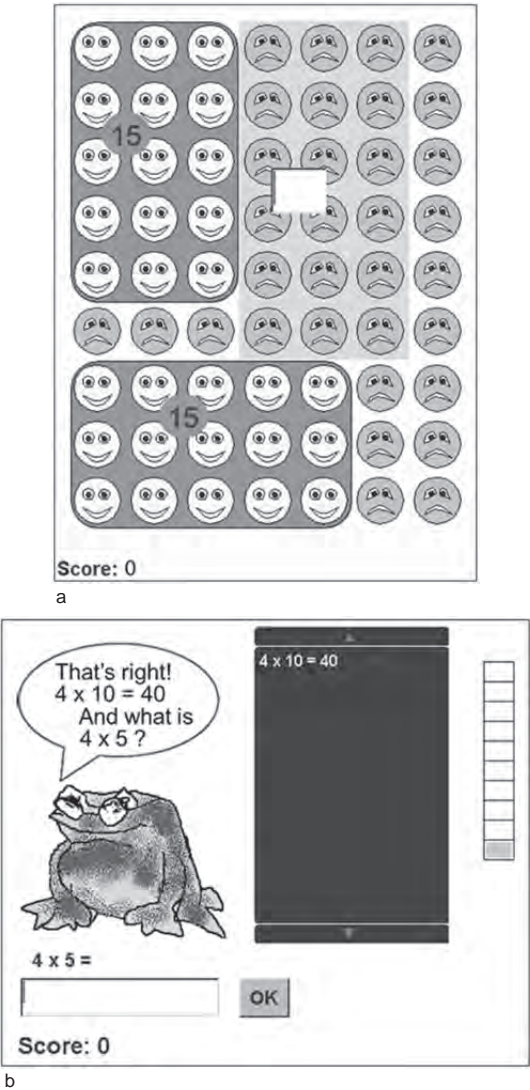 15
15
Score: 0
a
That's right!
4 x 10 = 40
And what is
4 x 5 ?
4 x 10 = 40
4 x 5 =
OK
Score: 0
b